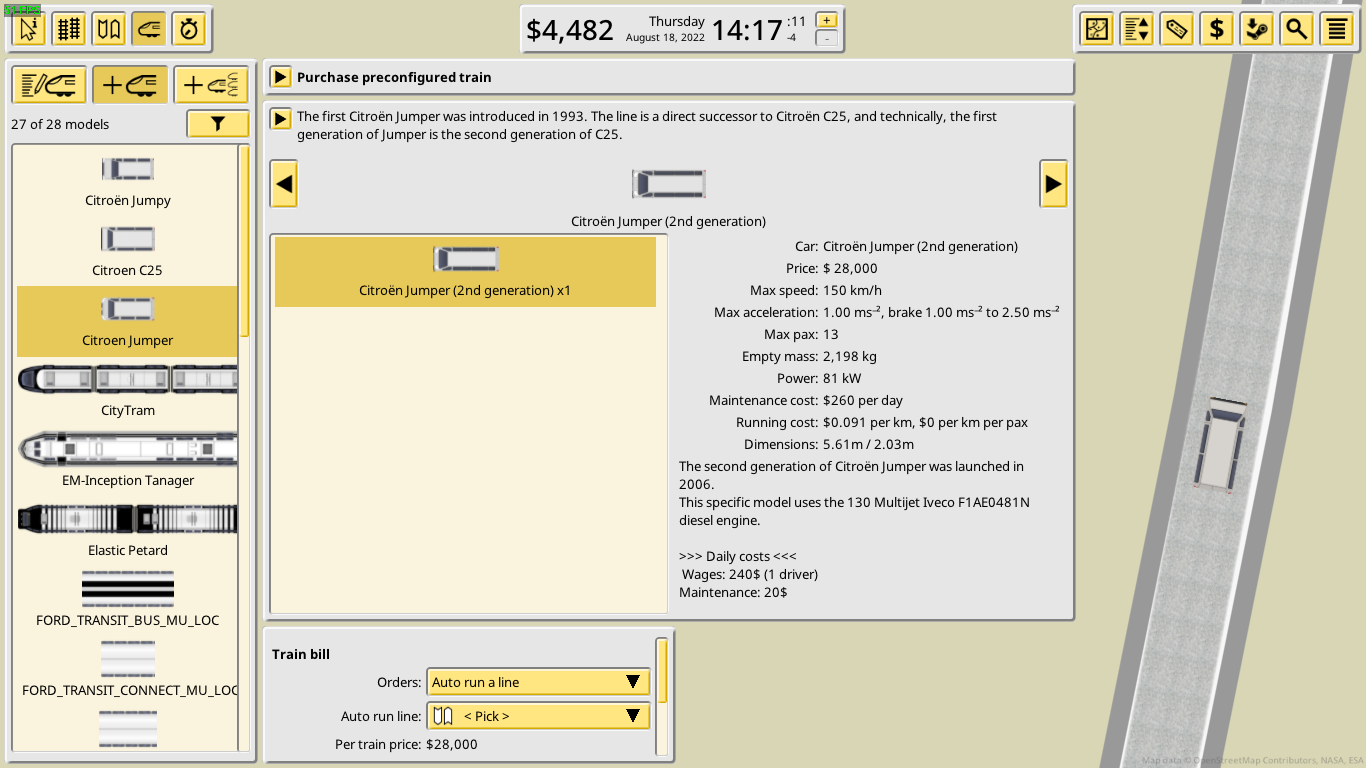 $4,482
Thursday
August 18, 2022
14:17
:11
-4
+
-
27 of 28 models
Citroën Jumpy
Citroen C25
Citroen Jumper
CityTram
EM-Inception Tanager
Elastic Petard
FORD_TRANSIT_BUS_MU_LOC
FORD_TRANSIT_CONNECT_MU_LOC
Purchase preconfigured train
The first Citroën Jumper was introduced in 1993. The line is a direct successor to Citroën C25, and technically, the first
generation of Jumper is the second generation of C25.
Citroën Jumper (2nd generation)
Citroën Jumper (2nd generation) x1
Car: Citroën Jumper (2nd generation)
Price: $ 28,000
Max speed: 150 km/h
Max acceleration: 1.00 ms⁻², brake 1.00 ms⁻² to 2.50 ms⁻²
Max pax: 13
Empty mass: 2,198 kg
Power: 81 kW
Maintenance cost: $260 per day
Running cost: $0.091 per km, $0 per km per pax
Dimensions: 5.61m / 2.03m
The second generation of Citroën Jumper was launched in
2006.
This specific model uses the 130 Multijet Iveco F1AE0481N
diesel engine.
>>> Daily costs <<<
Wages: 240$ (1 driver)
Maintenance: 20$
Train bill
Orders: Auto run a line
Auto run line: < Pick >
Per train price: $28,000
Map data © OpenStreetMap Contributors, NASA, ESA